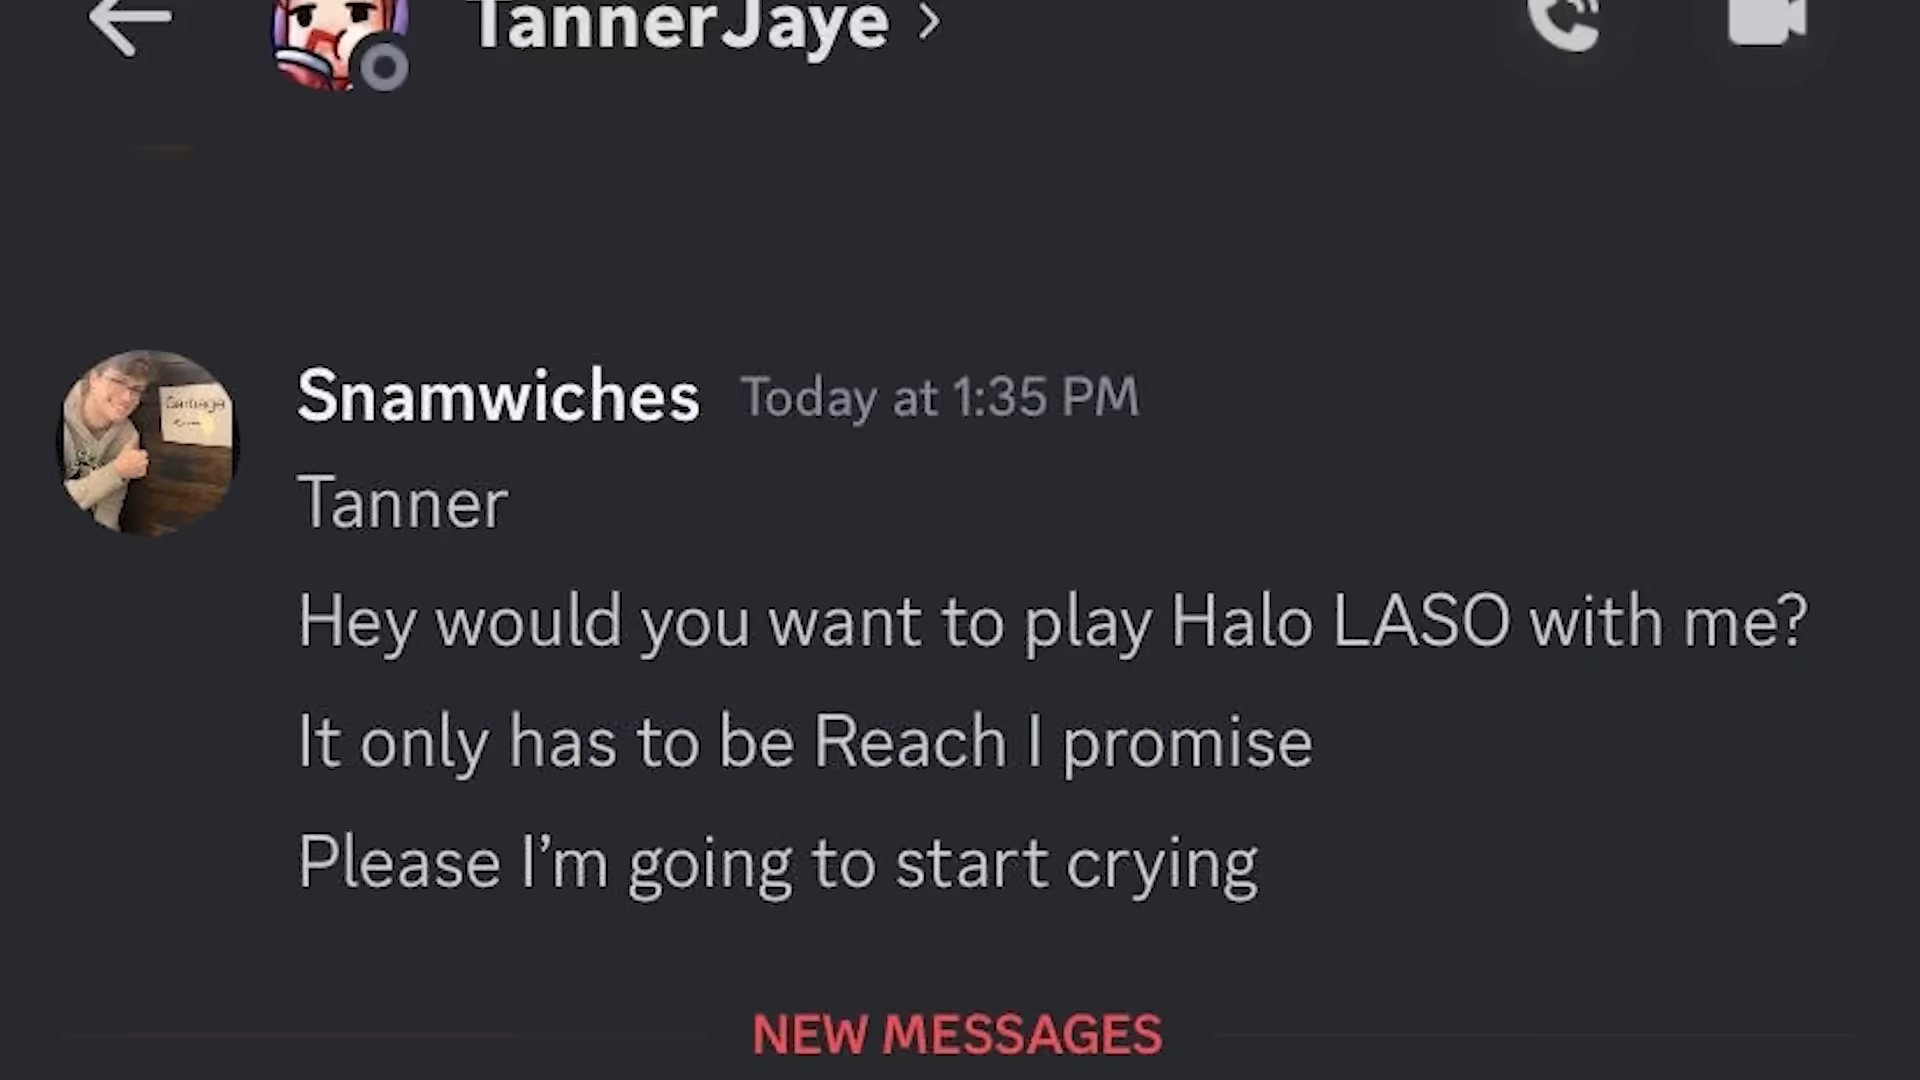 TannerJaye
Snamwiches Today at 1:35 PM
Garbage
Tanner
Hey would you want to play Halo LASO with me?
It only has to be Reach I promise
Please I’m going to start crying
NEW MESSAGES